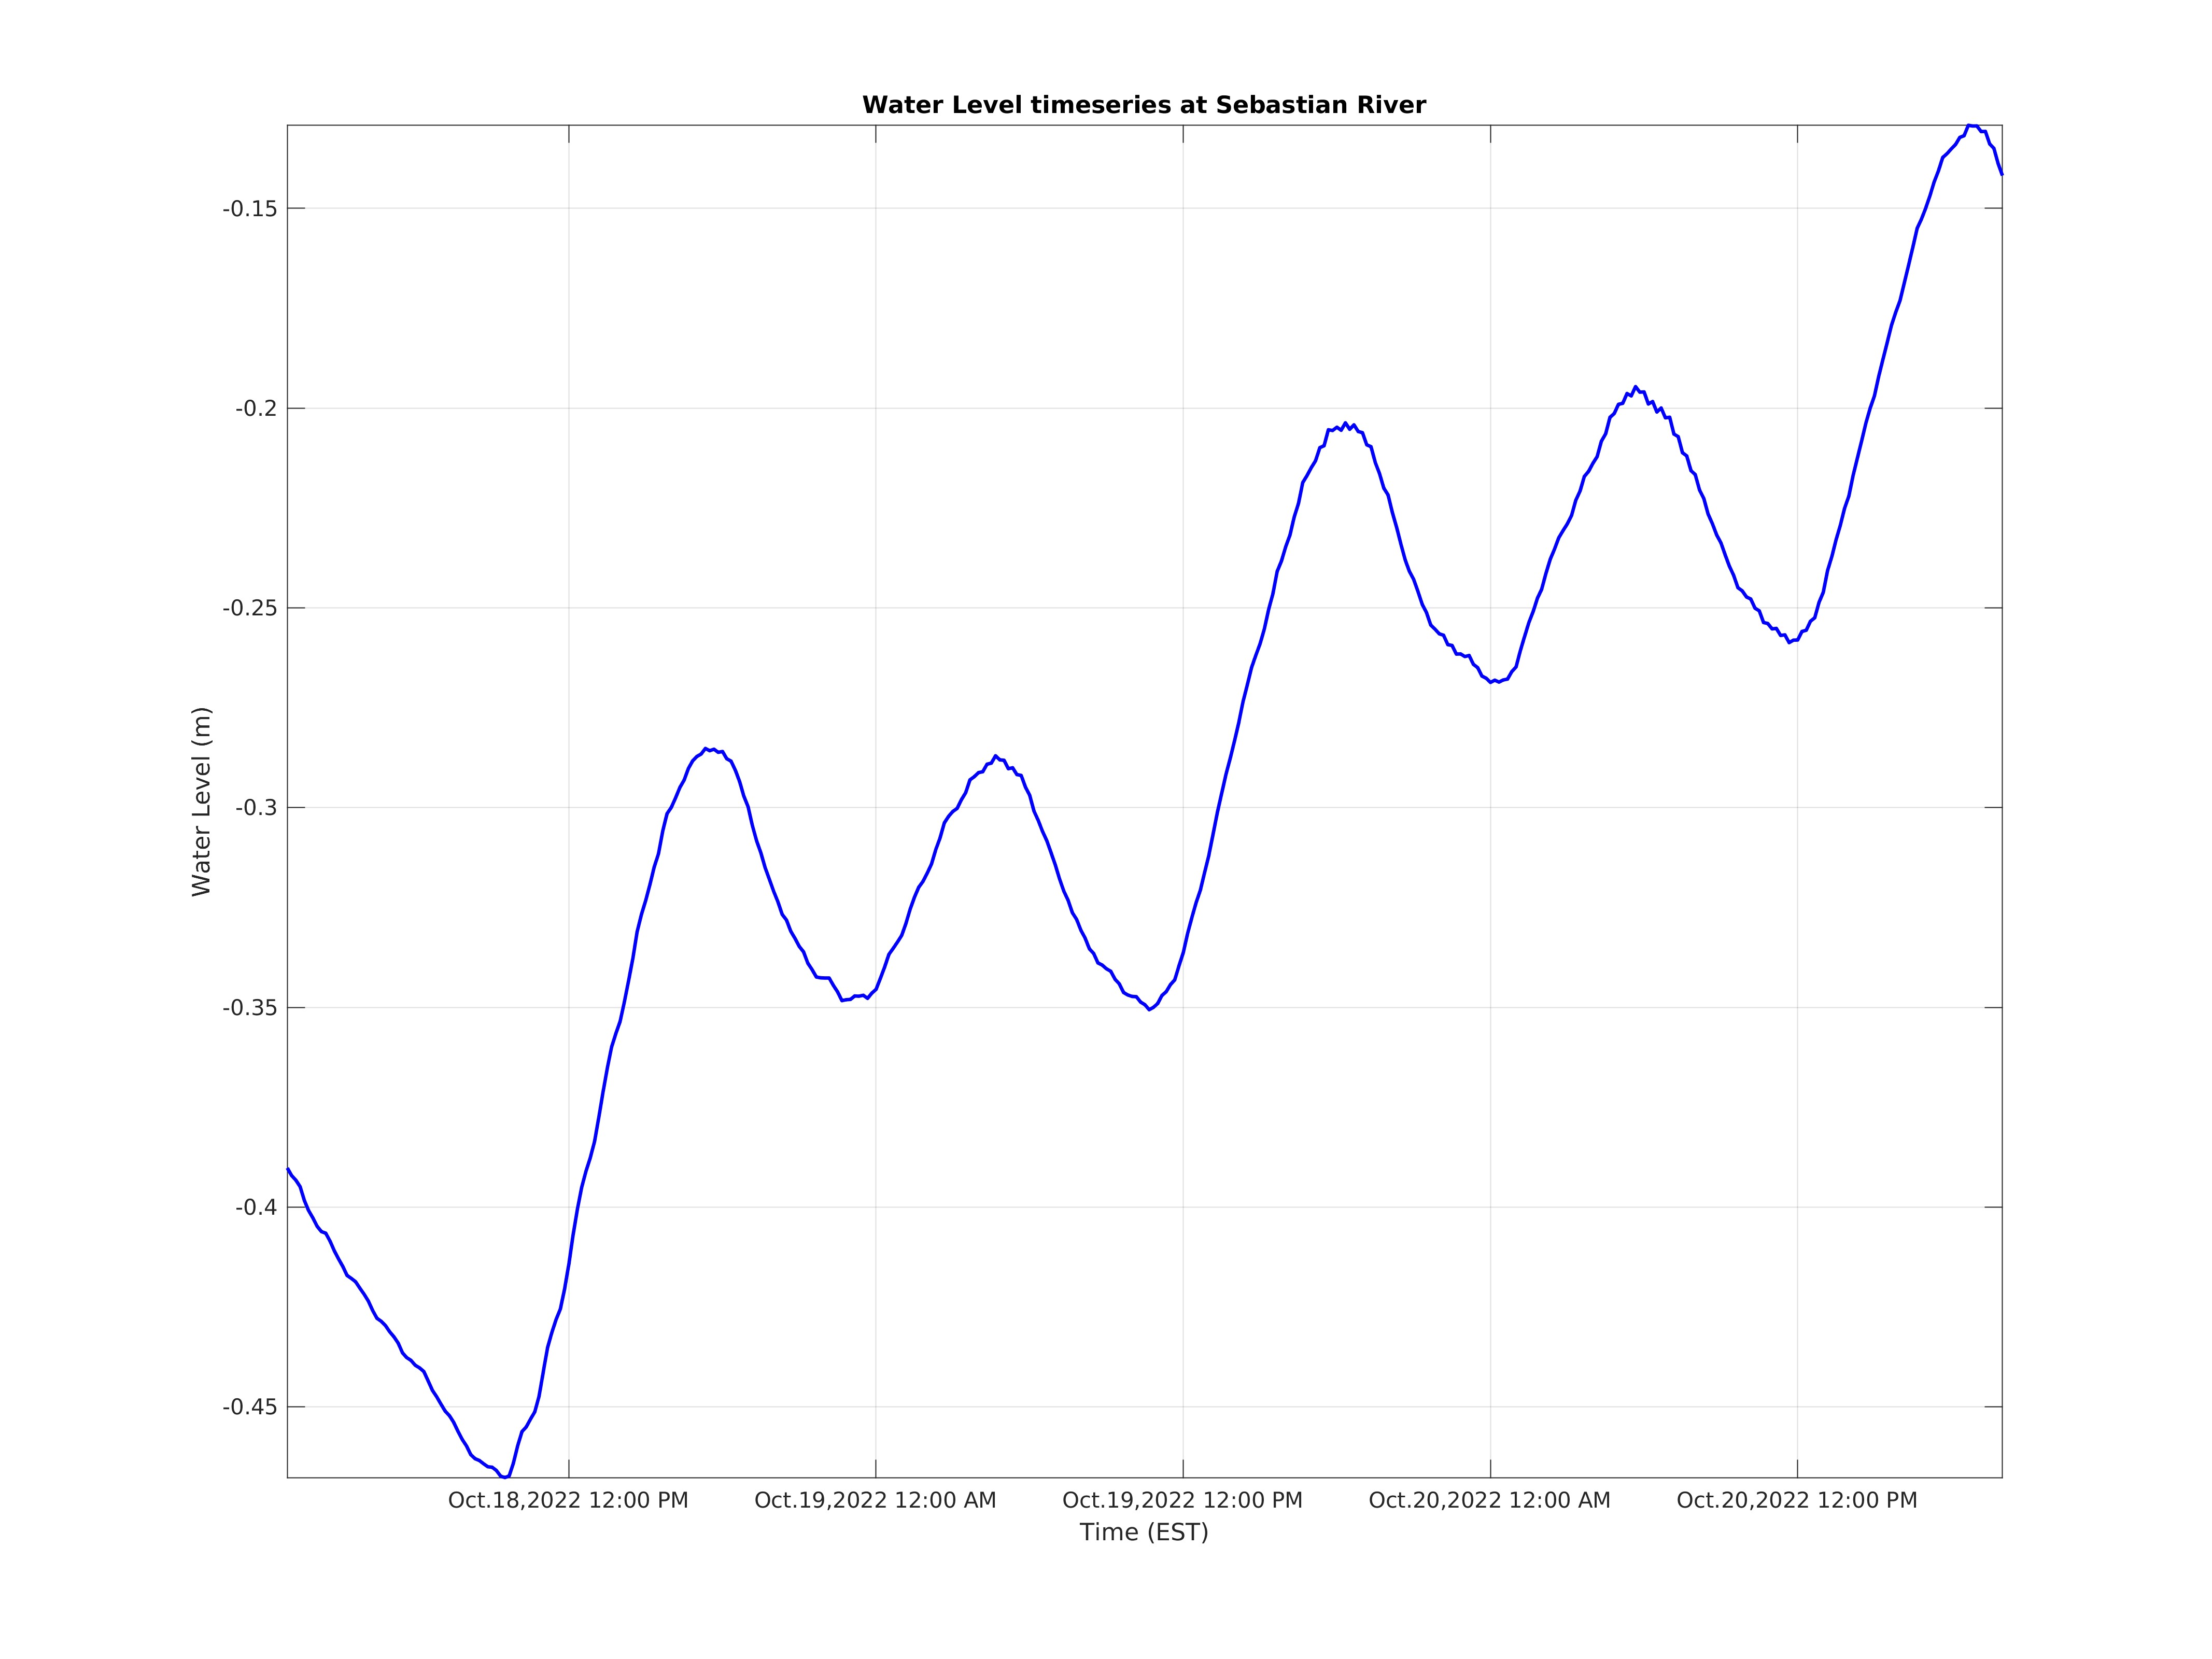 Water Level timeseries at Sebastian River
-0.15
-0.2
-0.25
-0.3
-0.35
-0.4
-0.45
Water Level (m)
Oct.18,2022 12:00 PM
Oct.19,2022 12:00 AM
Oct.19,2022 12:00 PM
Oct.20,2022 12:00 AM
Oct.20,2022 12:00 PM
Time (EST)